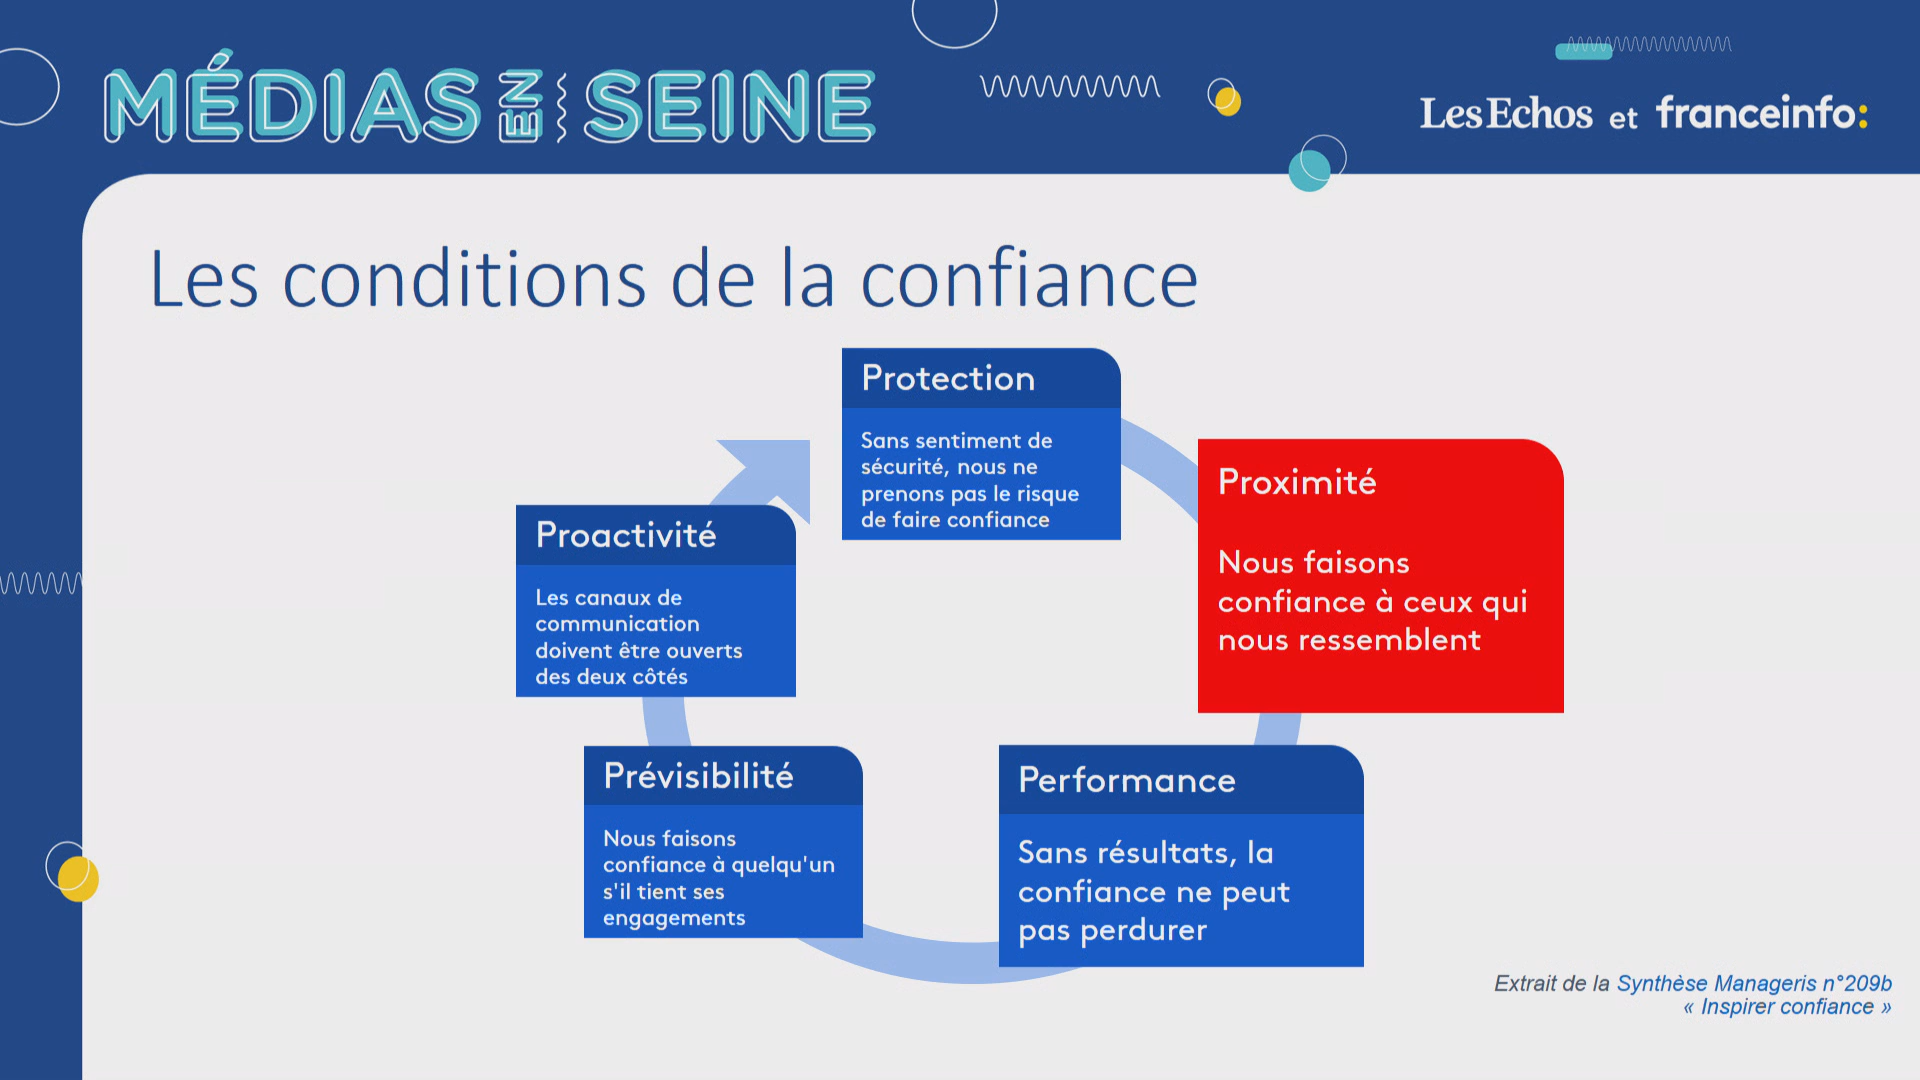 MÉDIAS EN SEINE
Les Echos et franceinfo:
Les conditions de la confiance
Protection
Sans sentiment de
sécurité, nous ne
prenons pas le risque
de faire confiance
Proximité
Nous faisons
confiance à ceux qui
nous ressemblent
Performance
Sans résultats, la
confiance ne peut
pas perdurer
Prévisibilité
Nous faisons
confiance à quelqu'un
s'il tient ses
engagements
Proactivité
Les canaux de
communication
doivent être ouverts
des deux côtés
Extrait de la Synthèse Manageris n°209b
« Inspirer confiance »